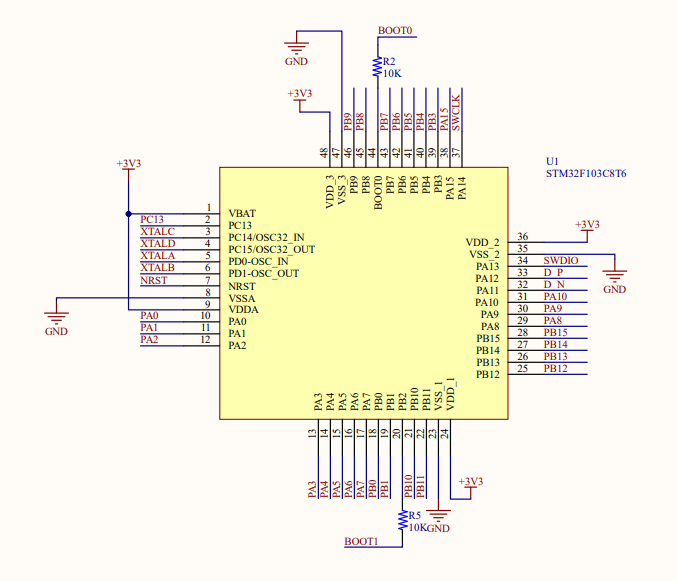 BOOT0
GND
R2
10K
+3V3
PB9
PB8
PB7
PB6
PB5
PB4
PB3
PA15
SWCLK
48
47
46
45
44
43
42
41
40
39
38
37
VDD_3
VSS_3
PB9
PB8
BOOT0
PB7
PB6
PB5
PB4
PB3
PA15
PA14
U1
STM32F103C8T6
+3V3
1 VBAT
PC13 2 PC13
XTALC 3 PC14/OSC32_IN
XTALD 4 PC15/OSC32_OUT
XTALA 5 PD0-OSC_IN
XTALB 6 PD1-OSC_OUT
NRST 7 NRST
8 VSSA
9 VDDA
PA0 10 PA0
PA1 11 PA1
PA2 12 PA2
GND
+3V3
VDD_2 36
VSS_2 35
PA13 34 SWDIO
PA12 33 D_P
PA11 32 D_N
PA10 31 PA10
PA9 30 PA9
PA8 29 PA8
PB15 28 PB15
PB14 27 PB14
PB13 26 PB13
PB12 25 PB12
GND
PA3
PA4
PA5
PA6
PA7
PB0
PB1
PB2
PB10
PB11
VSS_1
VDD_1
13
14
15
16
17
18
19
20
21
22
23
24
PA3
PA4
PA5
PA6
PA7
PB0
PB1
PB10
PB11
+3V3
R5
10K
GND
BOOT1